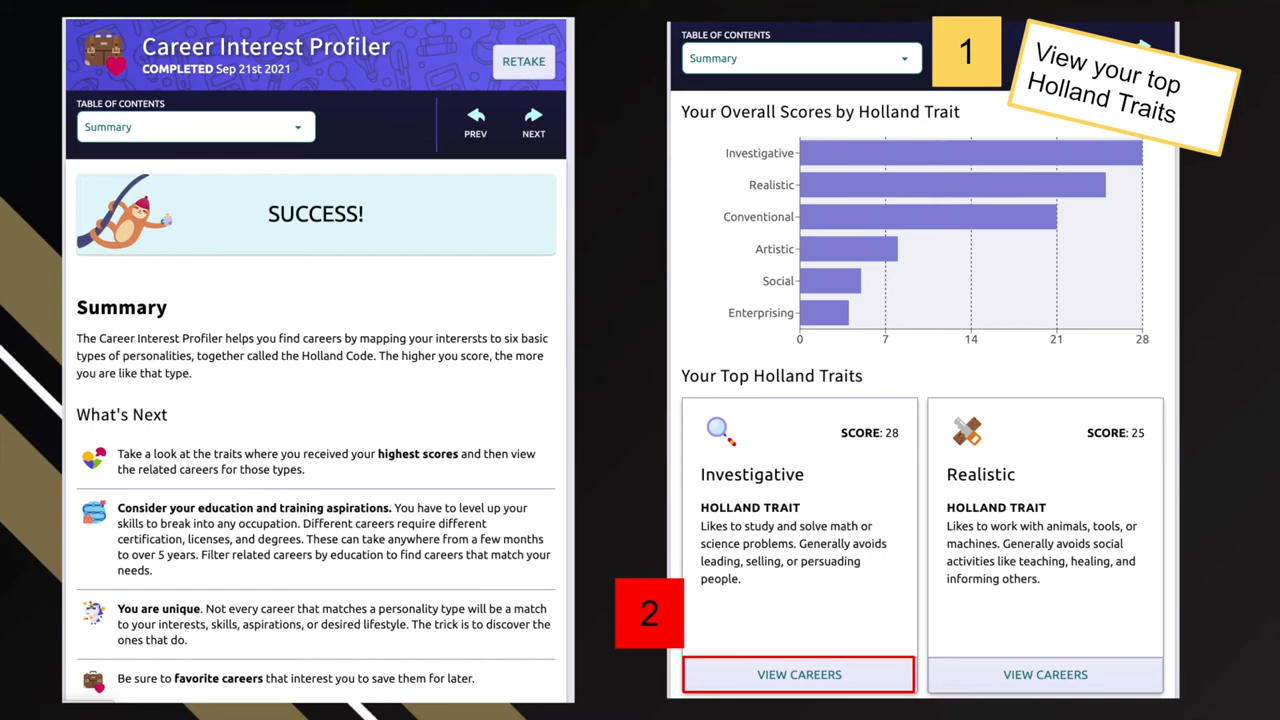 Career Interest Profiler
COMPLETED Sep 21st 2021
RETAKE
TABLE OF CONTENTS
Summary
PREV
NEXT
SUCCESS!
Summary
The Career Interest Profiler helps you find careers by mapping your intersrsts to six basic
types of personalities, together called the Holland Code. The higher you score, the more
you are like that type.
What's Next
Take a look at the traits where you received your highest scores and then view
the related careers for those types.
Consider your education and training aspirations. You have to level up your
skills to break into any occupation. Different careers require different
certification, licenses, and degrees. These can take anywhere from a few months
to over 5 years. Filter related careers by education to find careers that match your
needs.
You are unique. Not every career that matches a personality type will be a match
to your interests, skills, aspirations, or desired lifestyle. The trick is to discover the
ones that do.
Be sure to favorite careers that interest you to save them for later.
TABLE OF CONTENTS
Summary
1
View your top
Holland Traits
Your Overall Scores by Holland Trait
Investigative
Realistic
Conventional
Artistic
Social
Enterprising
0 7 14 21 28
Your Top Holland Traits
SCORE: 28
Investigative
HOLLAND TRAIT
Likes to study and solve math or
science problems. Generally avoids
leading, selling, or persuading
people.
2
VIEW CAREERS
SCORE: 25
Realistic
HOLLAND TRAIT
Likes to work with animals, tools, or
machines. Generally avoids social
activities like teaching, healing, and
informing others.
VIEW CAREERS